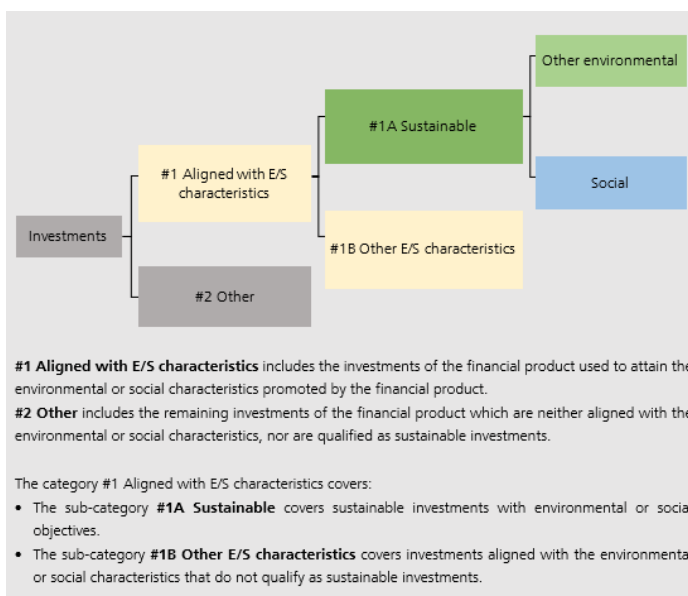 Other environmental
#1A Sustainable
#1 Aligned with E/S
characteristics
Social
Investments
#1B Other E/S characteristics
#2 Other
#1 Aligned with E/S characteristics includes the investments of the financial product used to attain the
environmental or social characteristics promoted by the financial product.
#2 Other includes the remaining investments of the financial product which are neither aligned with the
environmental or social characteristics, nor are qualified as sustainable investments.
The category #1 Aligned with E/S characteristics covers:
• The sub-category #1A Sustainable covers sustainable investments with environmental or social
objectives.
• The sub-category #1B Other E/S characteristics covers investments aligned with the environmental
or social characteristics that do not qualify as sustainable investments.